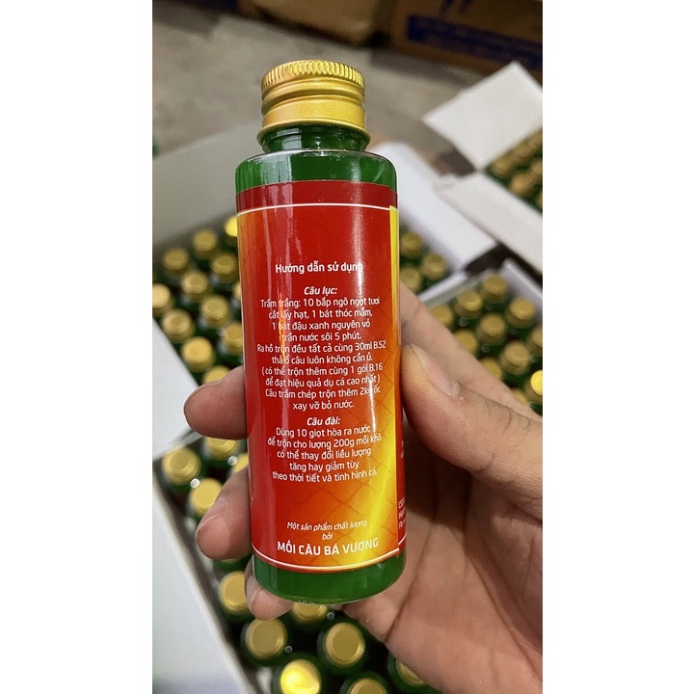 Hướng dẫn sử dụng
Câu lục:
Trắm trắng: 10 bắp ngô ngọt tươi
cắt lấy hạt, 1 bát thóc mầm,
1 bát đậu xanh nguyên vỏ
trần nước sôi 5 phút.
Ra hồ trộn đều tất cả cùng 30ml B.52
thả ổ câu luôn không cần ủ.
( có thể trộn thêm cùng 1 gói B.16
để đạt hiệu quả dụ cá cao nhất )
Câu trắm chép trộn thêm 2kg ốc
xay vỡ bỏ nước.
Câu đài:
Dùng 10 giọt hòa ra nước
để trộn cho lượng 200g mồi khô
có thể thay đổi liều lượng
tăng hay giảm tùy
theo thời tiết và tình hình cá.
Một sản phẩm chất lượng
bởi
MỒI CÂU BÁ VƯƠNG